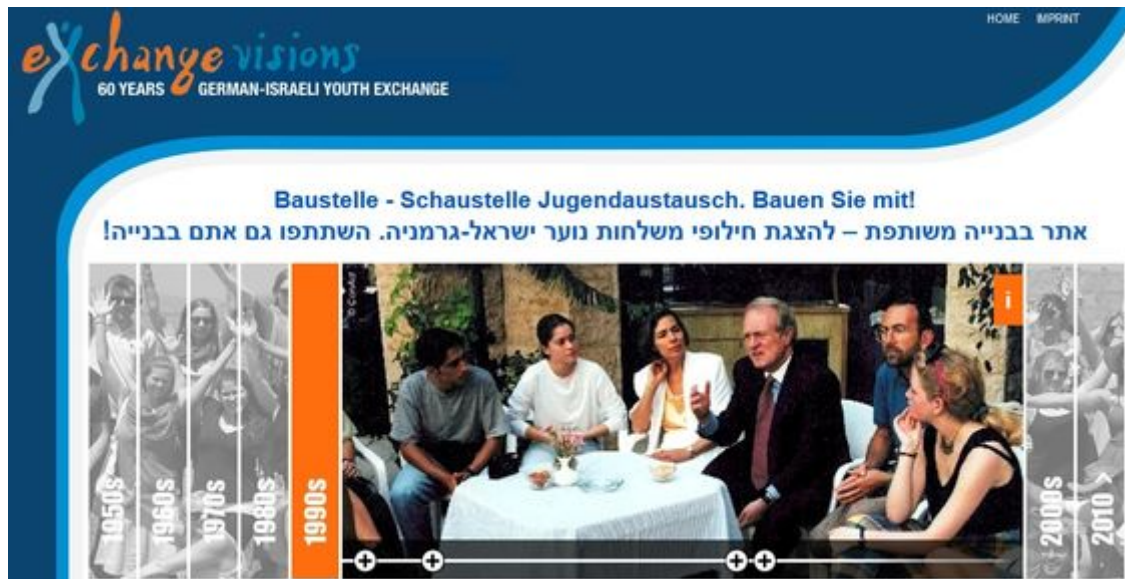 HOME IMPRINT
eXchange visions
60 YEARS GERMAN-ISRAELI YOUTH EXCHANGE
Baustelle - Schaustelle Jugendaustausch. Bauen Sie mit!
אתר בבנייה משותפת – להצגת חילופי משלחות נוער ישראל-גרמניה. השתתפו גם אתם בבנייה!
© ConAct
i
1950s
1960s
1970s
1980s
1990s
2000s
2010 >